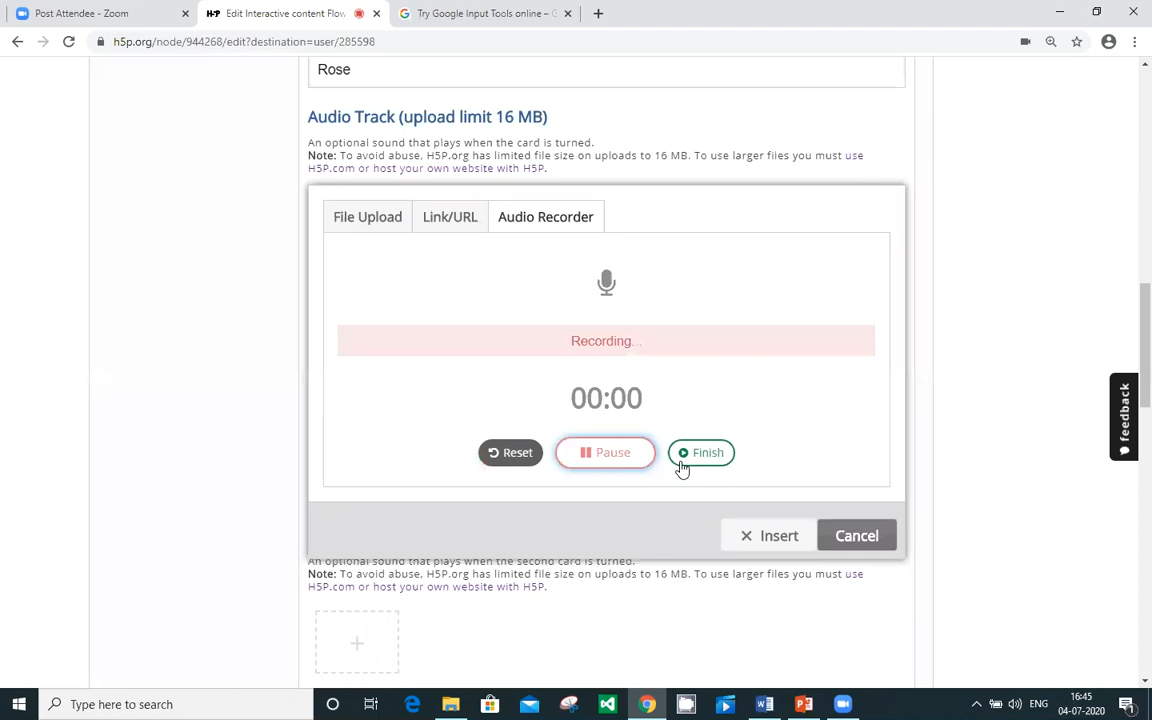 Post Attendee - Zoom
H-P Edit Interactive content Flow
Try Google Input Tools online – G
h5p.org/node/944268/edit?destination=user/285598
Rose
Audio Track (upload limit 16 MB)
An optional sound that plays when the card is turned.
Note: To avoid abuse, H5P.org has limited file size on uploads to 16 MB. To use larger files you must use
H5P.com or host your own website with H5P.
File Upload
Link/URL
Audio Recorder
Recording...
00:00
Reset
Pause
Finish
Insert
Cancel
feedback
An optional sound that plays when the second card is turned.
Note: To avoid abuse, H5P.org has limited file size on uploads to 16 MB. To use larger files you must use
H5P.com or host your own website with H5P.
Type here to search
ENG
16:45
04-07-2020
1